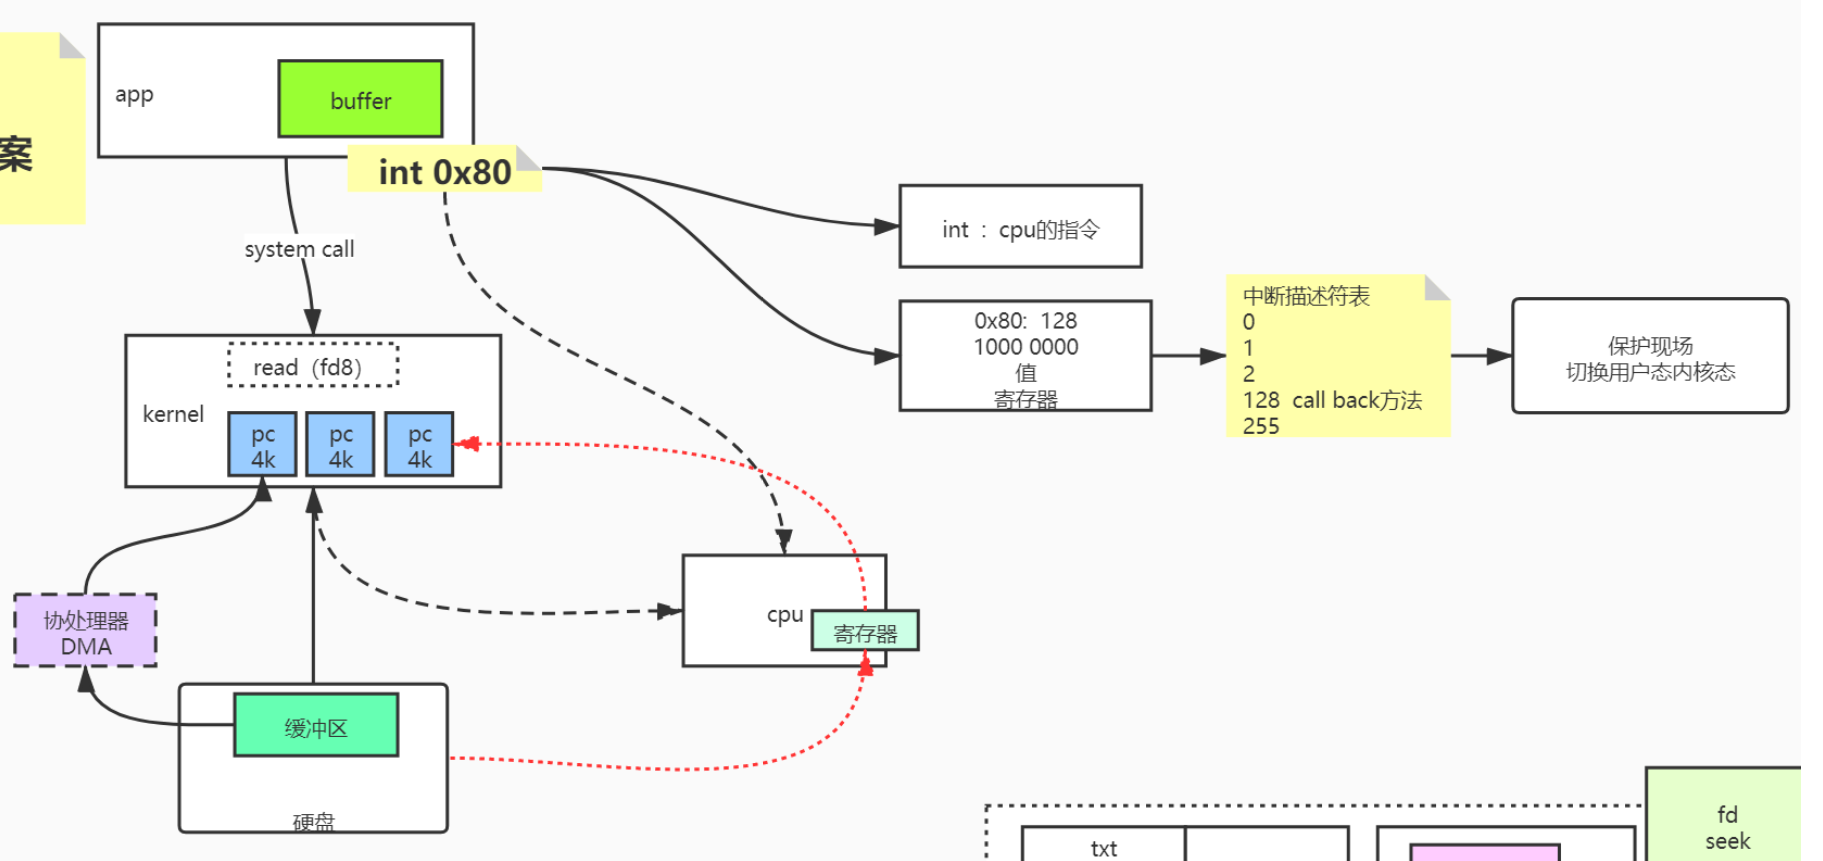 案
app
buffer
int 0x80
system call
int : cpu的指令
0x80: 128
1000 0000
值
寄存器
中断描述符表
0
1
2
128 call back方法
255
保护现场
切换用户态内核态
read（fd8）
kernel
pc
4k
pc
4k
pc
4k
协处理器
DMA
cpu
寄存器
缓冲区
硬盘
txt
fd
seek